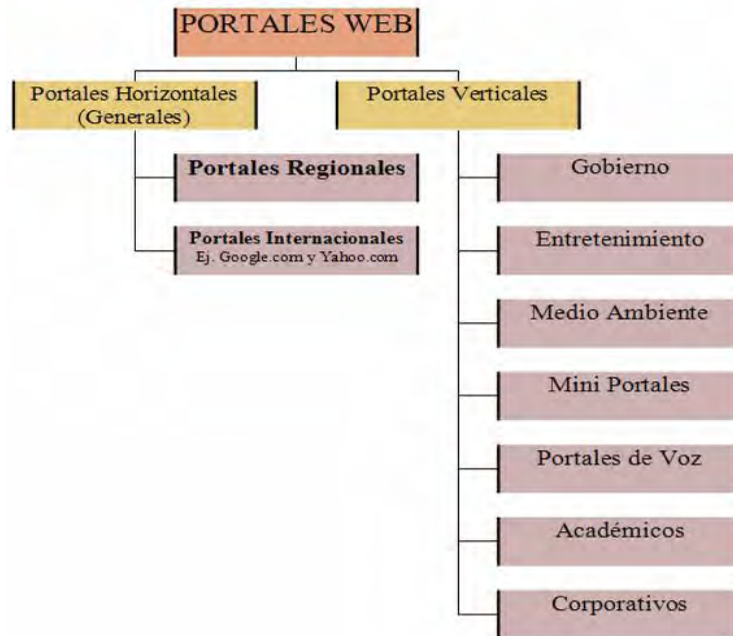 PORTALES WEB
Portales Horizontales
(Generales)
Portales Verticales
Portales Regionales
Portales Internacionales
Ej. Google.com y Yahoo.com
Gobierno
Entretenimiento
Medio Ambiente
Mini Portales
Portales de Voz
Académicos
Corporativos